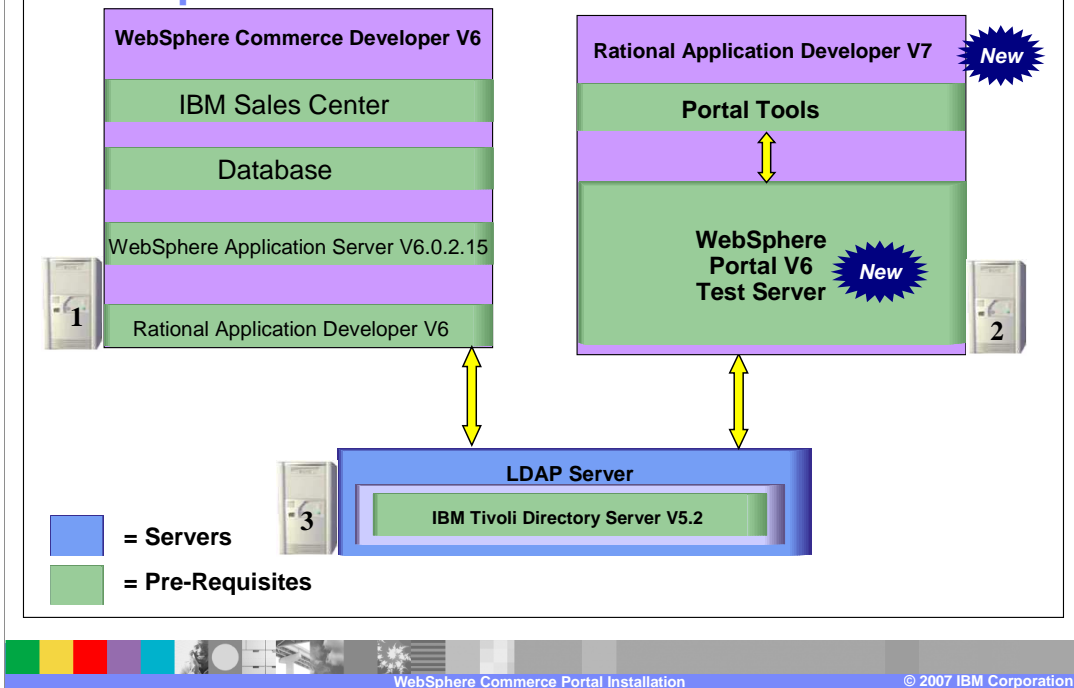 WebSphere Commerce Developer V6
IBM Sales Center
Database
WebSphere Application Server V6.0.2.15
Rational Application Developer V6
1
Rational Application Developer V7
New
Portal Tools
WebSphere
Portal V6
Test Server
New
2
LDAP Server
IBM Tivoli Directory Server V5.2
3
= Servers
= Pre-Requisites
WebSphere Commerce Portal Installation
© 2007 IBM Corporation